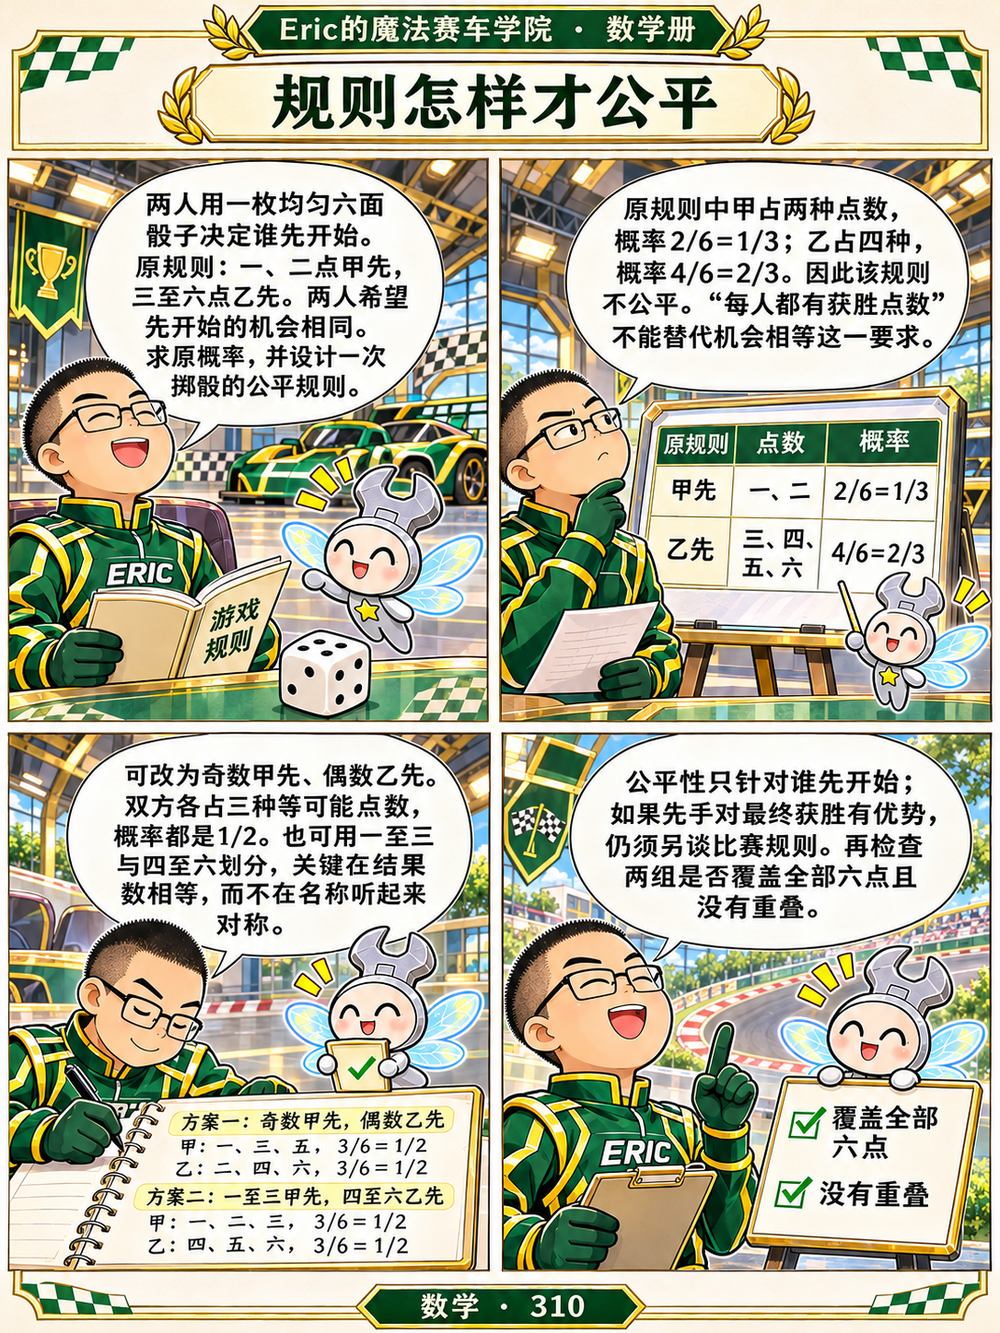 Eric的魔法赛车学院 · 数学册
规则怎样才公平
两人用一枚均匀六面
骰子决定谁先开始。
原规则：一、二点甲先，
三至六点乙先。两人希望
先开始的机会相同。
求原概率，并设计一次
掷骰的公平规则。
ERIC
游戏
规则
原规则中甲占两种点数，
概率2/6=1/3；乙占四种，
概率4/6=2/3。因此该规则
不公平。“每人都有获胜点数”
不能替代机会相等这一要求。
原规则 点数 概率
甲先 一、二 2/6=1/3
乙先 三、四、 4/6=2/3
五、六
可改为奇数甲先、偶数乙先。
双方各占三种等可能点数，
概率都是1/2。也可用一至三
与四至六划分，关键在结果
数相等，而不在名称听起来
对称。
方案一：奇数甲先，偶数乙先
甲：一、三、五，3/6=1/2
乙：二、四、六，3/6=1/2
方案二：一至三甲先，四至六乙先
甲：一、二、三，3/6=1/2
乙：四、五、六，3/6=1/2
公平性只针对谁先开始；
如果先手对最终获胜有优势，
仍须另谈比赛规则。再检查
两组是否覆盖全部六点且
没有重叠。
ERIC
覆盖全部
六点
没有重叠
数学 · 310